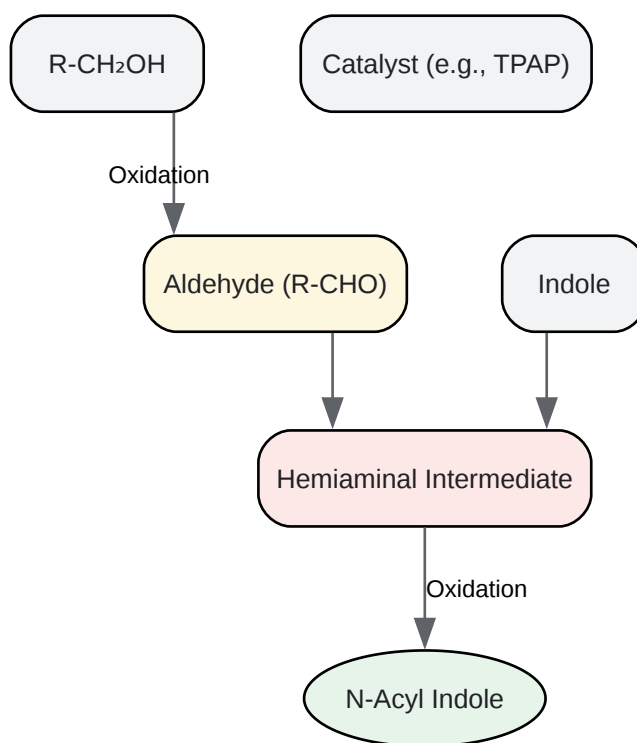 R-CH₂OH
Catalyst (e.g., TPAP)
Oxidation
Aldehyde (R-CHO)
Indole
Hemiaminal Intermediate
Oxidation
N-Acyl Indole